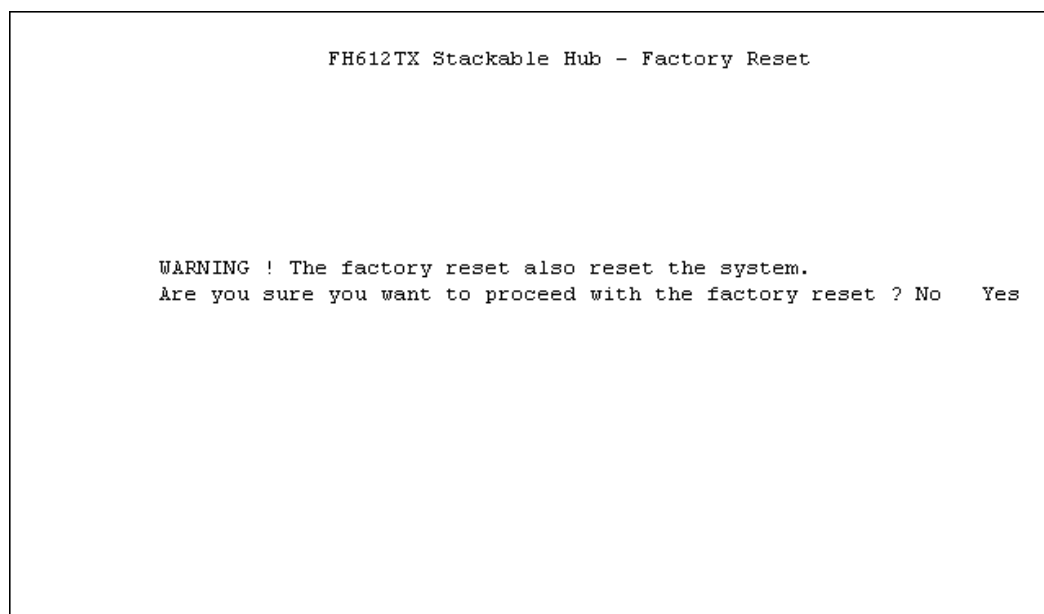 FH612TX Stackable Hub - Factory Reset
WARNING ! The factory reset also reset the system.
Are you sure you want to proceed with the factory reset ? No   Yes